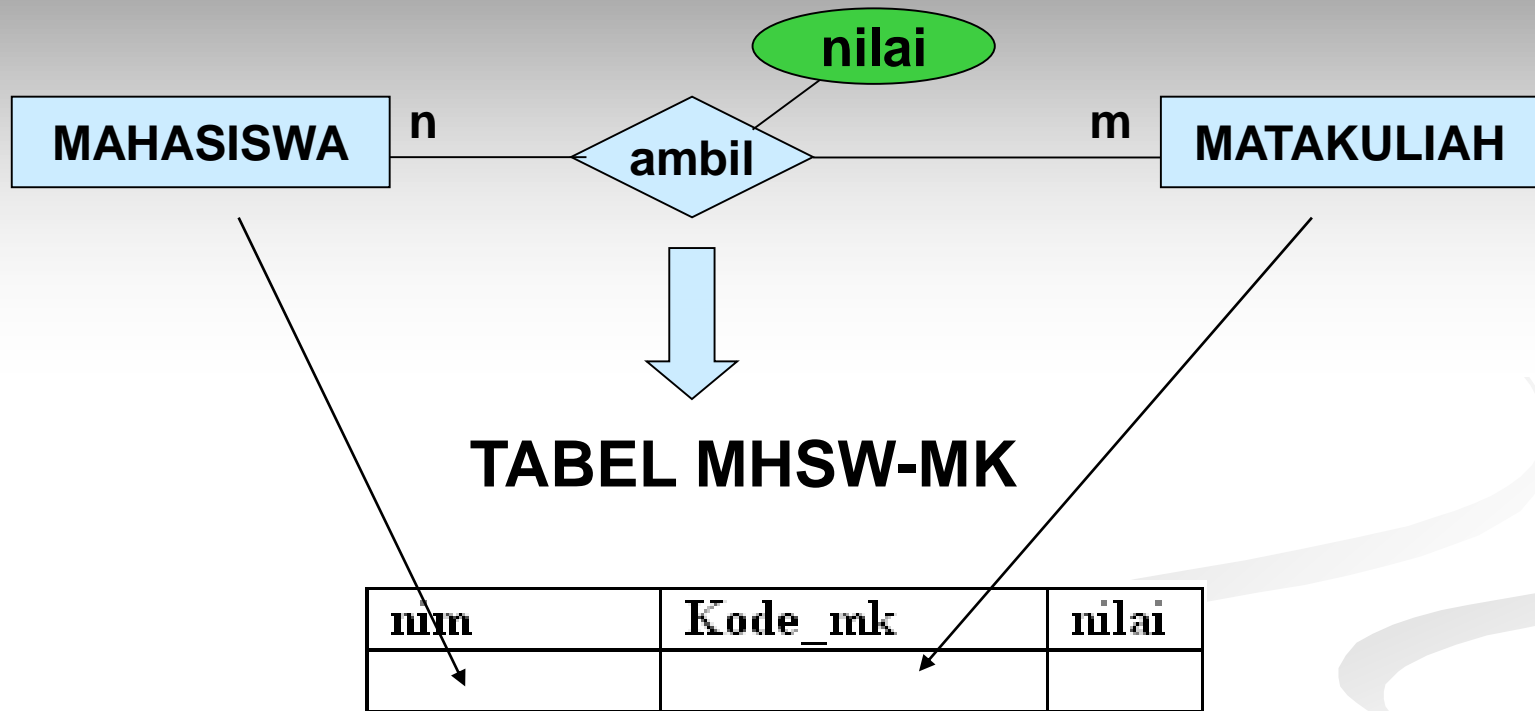 nilai
MAHASISWA n ambil m MATAKULIAH
TABEL MHSW-MK
nim Kode_mk nilai